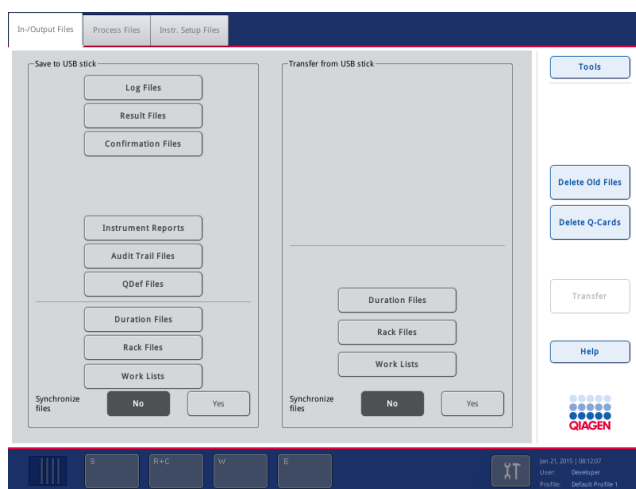 In-/Output Files
Process Files
Instr. Setup Files
Save to USB stick
Log Files
Result Files
Confirmation Files
Instrument Reports
Audit Trail Files
QDef Files
Duration Files
Rack Files
Work Lists
Synchronize
files
No
Yes
Transfer from USB stick
Duration Files
Rack Files
Work Lists
Synchronize
files
No
Yes
Tools
Delete Old Files
Delete Q-Cards
Transfer
Help
QIAGEN
S
R+C
W
E
Jan 21, 2015 | 08:12:07
User: Developer
Profile: Default Profile 1